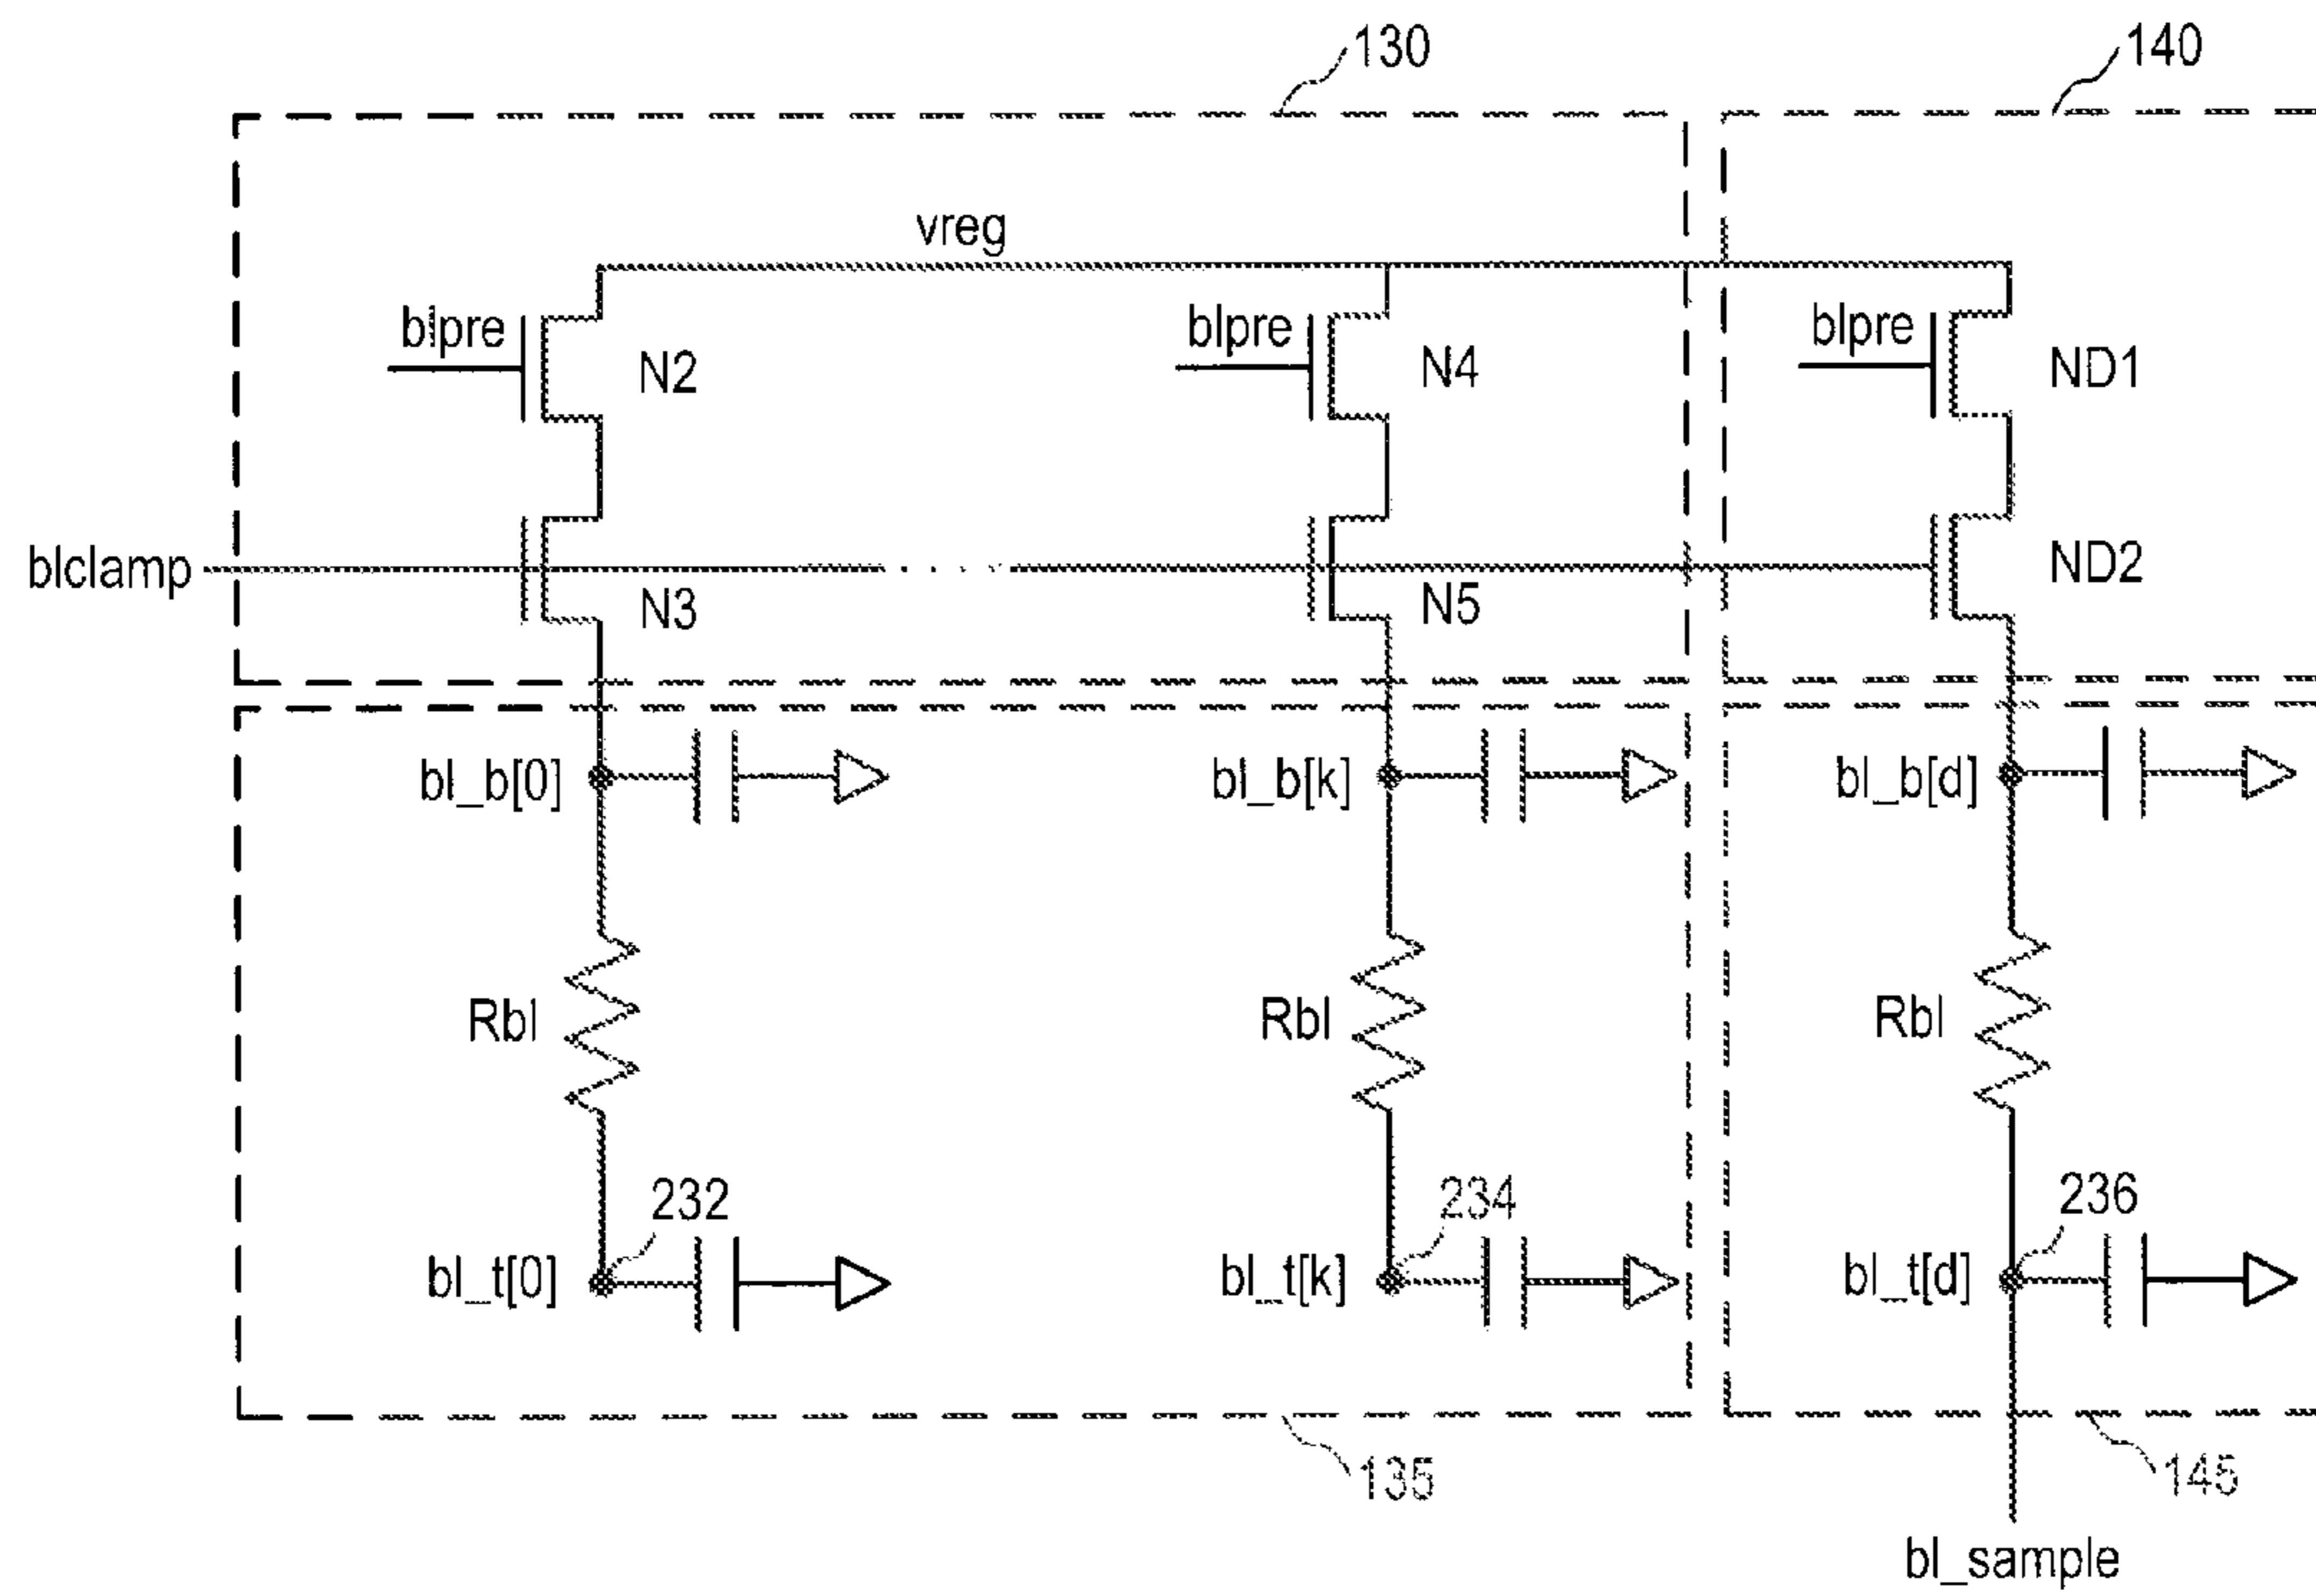 130
140
vreg
blpre
blpre
blpre
N2
N4
ND1
blclamp
N3
N5
ND2
bl_b[0]
bl_b[k]
bl_b[d]
Rbl
Rbl
Rbl
232
234
236
bl_t[0]
bl_t[k]
bl_t[d]
135
145
bl_sample